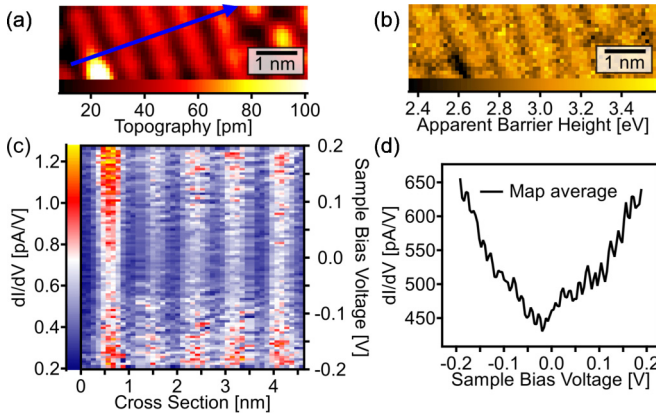 (a)
1 nm
20 40 60 80 100
Topography [pm]
(b)
1 nm
2.4 2.6 2.8 3.0 3.2 3.4
Apparent Barrier Height [eV]
(c)
1.2
1.0
0.8
0.6
0.4
0.2
dI/dV [pA/V]
0.2
0.1
0.0
-0.1
-0.2
Sample Bias Voltage [V]
0 1 2 3 4
Cross Section [nm]
(d)
Map average
650
600
550
500
450
dI/dV [pA/V]
-0.2 -0.1 0.0 0.1 0.2
Sample Bias Voltage [V]